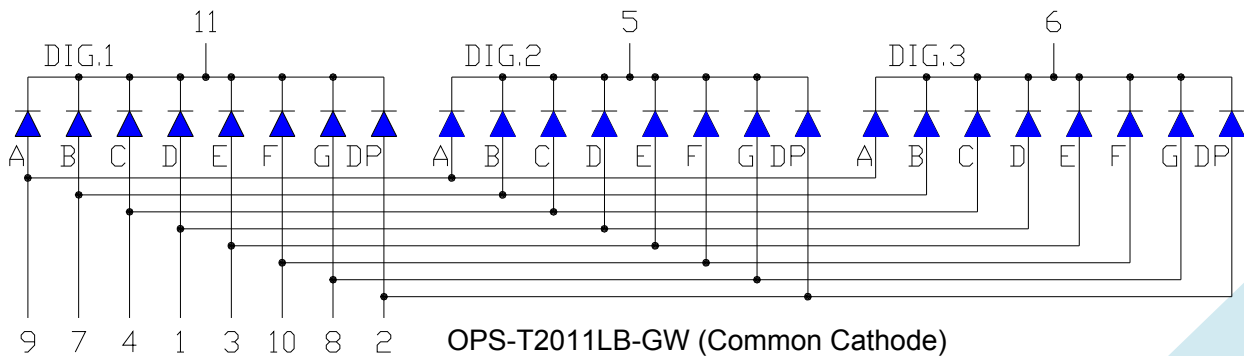 11 5 6
DIG.1 DIG.2 DIG.3
A B C D E F G DP A B C D E F G DP A B C D E F G DP
9 7 4 1 3 10 8 2 OPS-T2011LB-GW (Common Cathode)